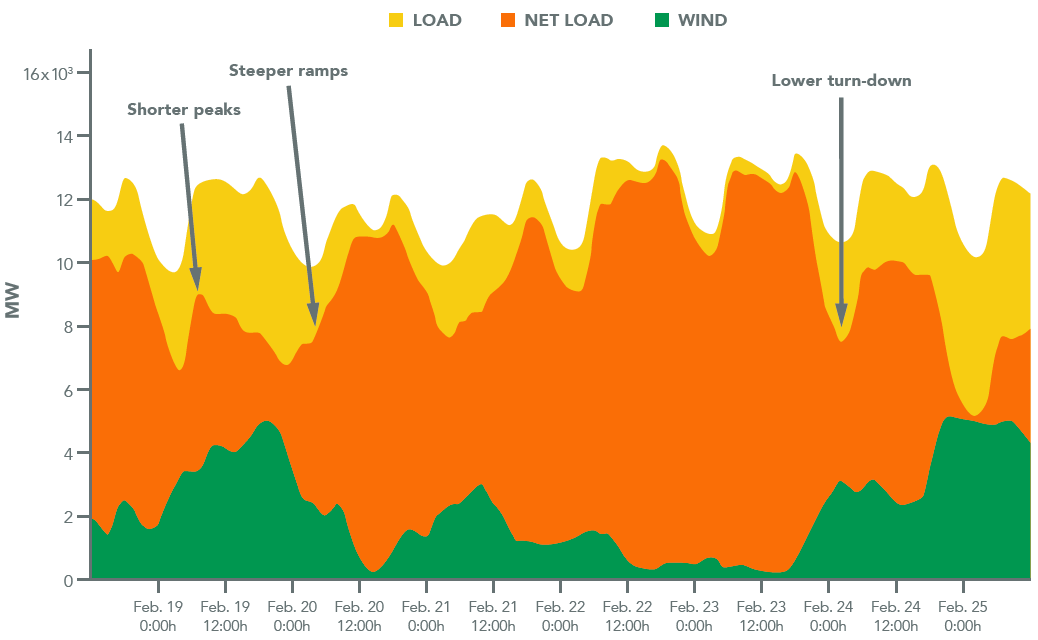 LOAD NET LOAD WIND
Steeper ramps
Lower turn-down
Shorter peaks
16x10³
14
12
10
8
6
4
2
0
MW
Feb. 19 Feb. 19 Feb. 20 Feb. 20 Feb. 21 Feb. 21 Feb. 22 Feb. 22 Feb. 23 Feb. 23 Feb. 24 Feb. 24 Feb. 25
0:00h 12:00h 0:00h 12:00h 0:00h 12:00h 0:00h 12:00h 0:00h 12:00h 0:00h 12:00h 0:00h